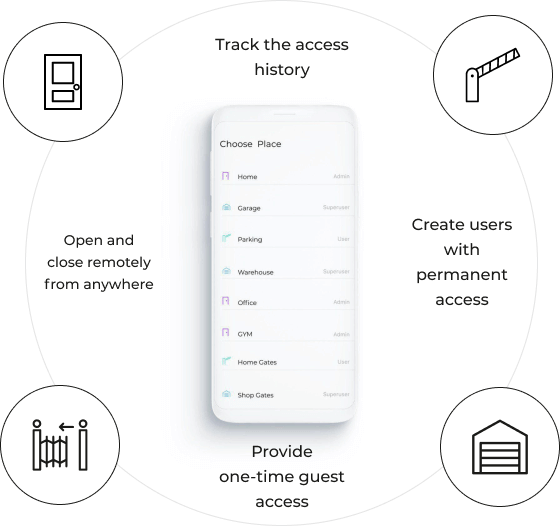 Track the access
history
Choose Place
Home Admin
Garage Superuser
Parking User
Warehouse Superuser
Office Admin
GYM Admin
Home Gates User
Shop Gates Superuser
Open and
close remotely
from anywhere
Create users
with
permanent
access
Provide
one-time guest
access